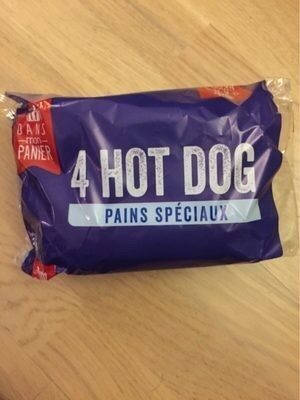 DANS
mon
PANIER
4 HOT DOG
PAINS SPÉCIAUX